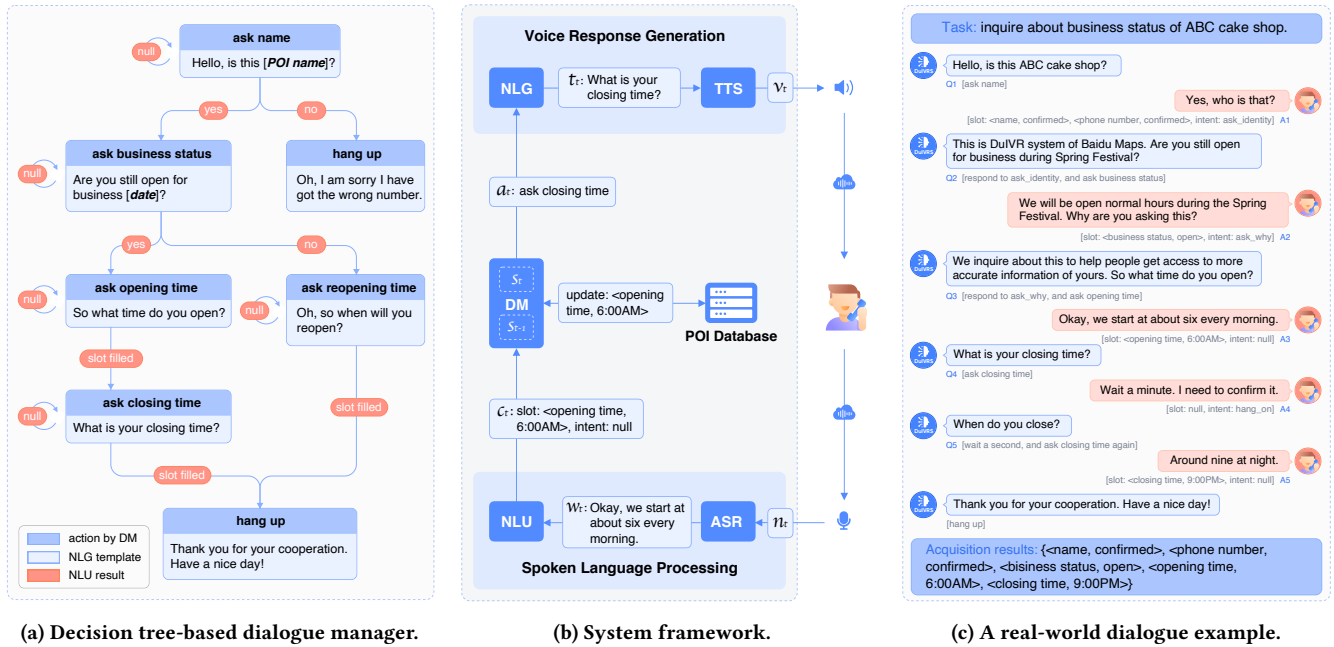 ask name
Hello, is this [POI name]?
null
yes
no
ask business status
Are you still open for
business [date]?
null
hang up
Oh, I am sorry I have
got the wrong number.
yes
no
ask opening time
So what time do you open?
null
ask reopening time
Oh, so when will you
reopen?
null
slot filled
ask closing time
What is your closing time?
null
slot filled
slot filled
hang up
Thank you for your cooperation.
Have a nice day!
action by DM
NLG template
NLU result
(a) Decision tree-based dialogue manager.
Voice Response Generation
NLG
tτ: What is your
closing time?
TTS
vτ
aτ: ask closing time
sτ
DM
sτ-1
update: <opening
time, 6:00AM>
POI Database
cτ: slot: <opening time,
6:00AM>, intent: null
NLU
wτ: Okay, we start at
about six every
morning.
ASR
nτ
Spoken Language Processing
(b) System framework.
Task: inquire about business status of ABC cake shop.
DuIVRS
Hello, is this ABC cake shop?
Q1 [ask name]
Yes, who is that?
[slot: <name, confirmed>, <phone number, confirmed>, intent: ask_identity] A1
DuIVRS
This is DuIVR system of Baidu Maps. Are you still open
for business during Spring Festival?
Q2 [respond to ask_identity, and ask business status]
We will be open normal hours during the Spring
Festival. Why are you asking this?
[slot: <business status, open>, intent: ask_why] A2
DuIVRS
We inquire about this to help people get access to more
accurate information of yours. So what time do you open?
Q3 [respond to ask_why, and ask opening time]
Okay, we start at about six every morning.
[slot: <opening time, 6:00AM>, intent: null] A3
DuIVRS
What is your closing time?
Q4 [ask closing time]
Wait a minute. I need to confirm it.
[slot: null, intent: hang_on] A4
DuIVRS
When do you close?
Q5 [wait a second, and ask closing time again]
Around nine at night.
[slot: <closing time, 9:00PM>, intent: null] A5
DuIVRS
Thank you for your cooperation. Have a nice day!
[hang up]
Acquisition results: {<name, confirmed>, <phone number,
confirmed>, <bisiness status, open>, <opening time,
6:00AM>, <closing time, 9:00PM>}
(c) A real-world dialogue example.